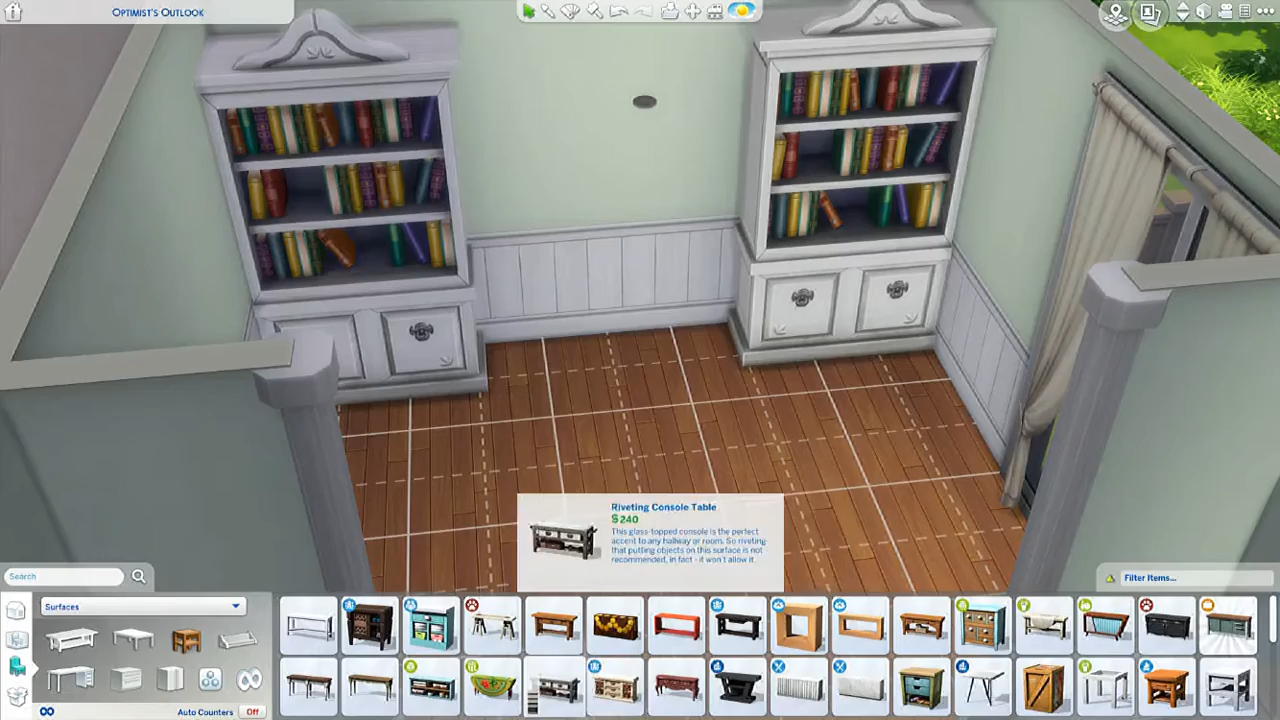 OPTIMIST'S OUTLOOK
Riveting Console Table
§240
This glass-topped console is the perfect
accent to any hallway or room. So riveting
that putting objects on this surface is not
recommended, in fact - it won't allow it.
Search
Filter Items...
Surfaces
Auto Counters Off